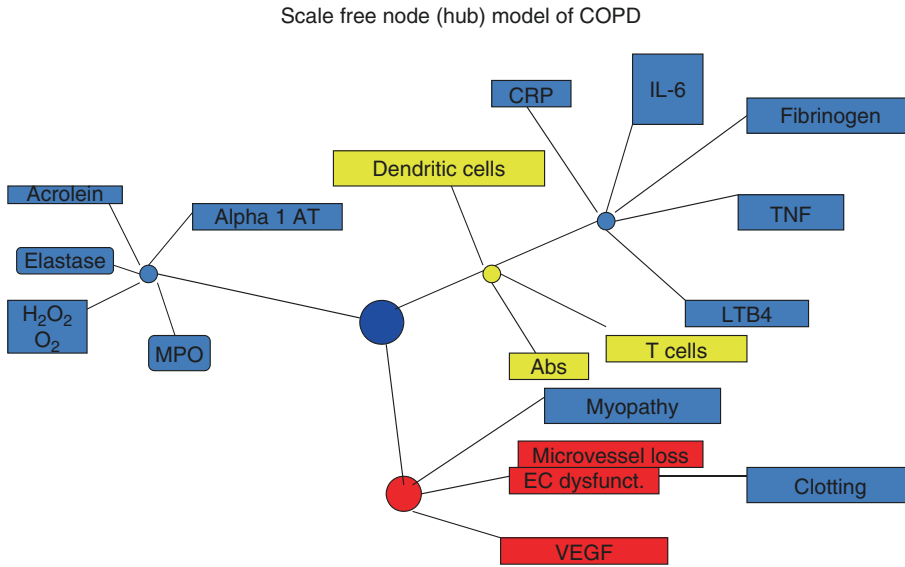 Scale free node (hub) model of COPD
CRP
IL-6
Fibrinogen
Dendritic cells
Acrolein
Alpha 1 AT
TNF
Elastase
H₂O₂
O₂
MPO
LTB4
T cells
Abs
Myopathy
Microvessel loss
EC dysfunct.
Clotting
VEGF